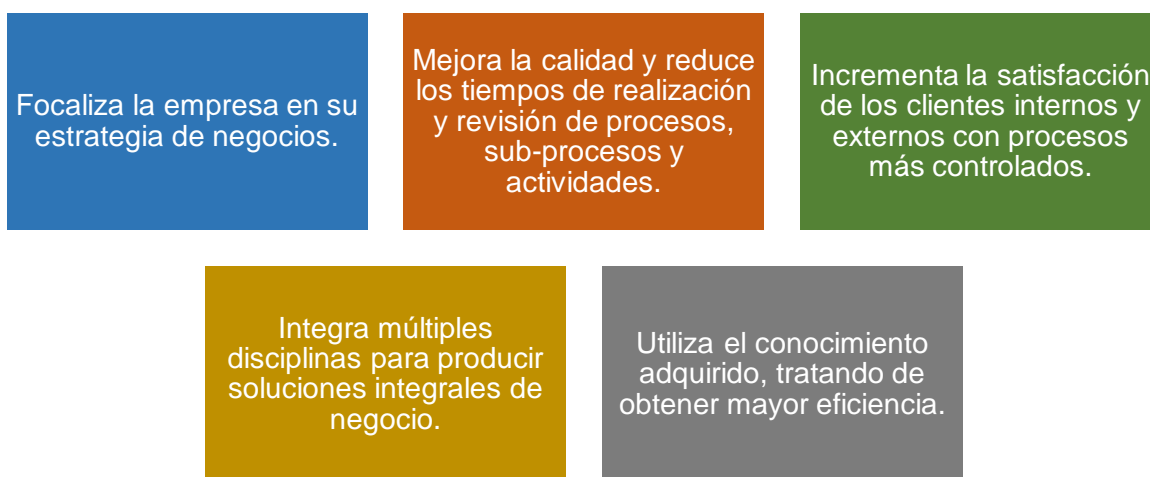 Focaliza la empresa en su
estrategia de negocios.
Mejora la calidad y reduce
los tiempos de realización
y revisión de procesos,
sub-procesos y
actividades.
Incrementa la satisfacción
de los clientes internos y
externos con procesos
más controlados.
Integra múltiples
disciplinas para producir
soluciones integrales de
negocio.
Utiliza el conocimiento
adquirido, tratando de
obtener mayor eficiencia.